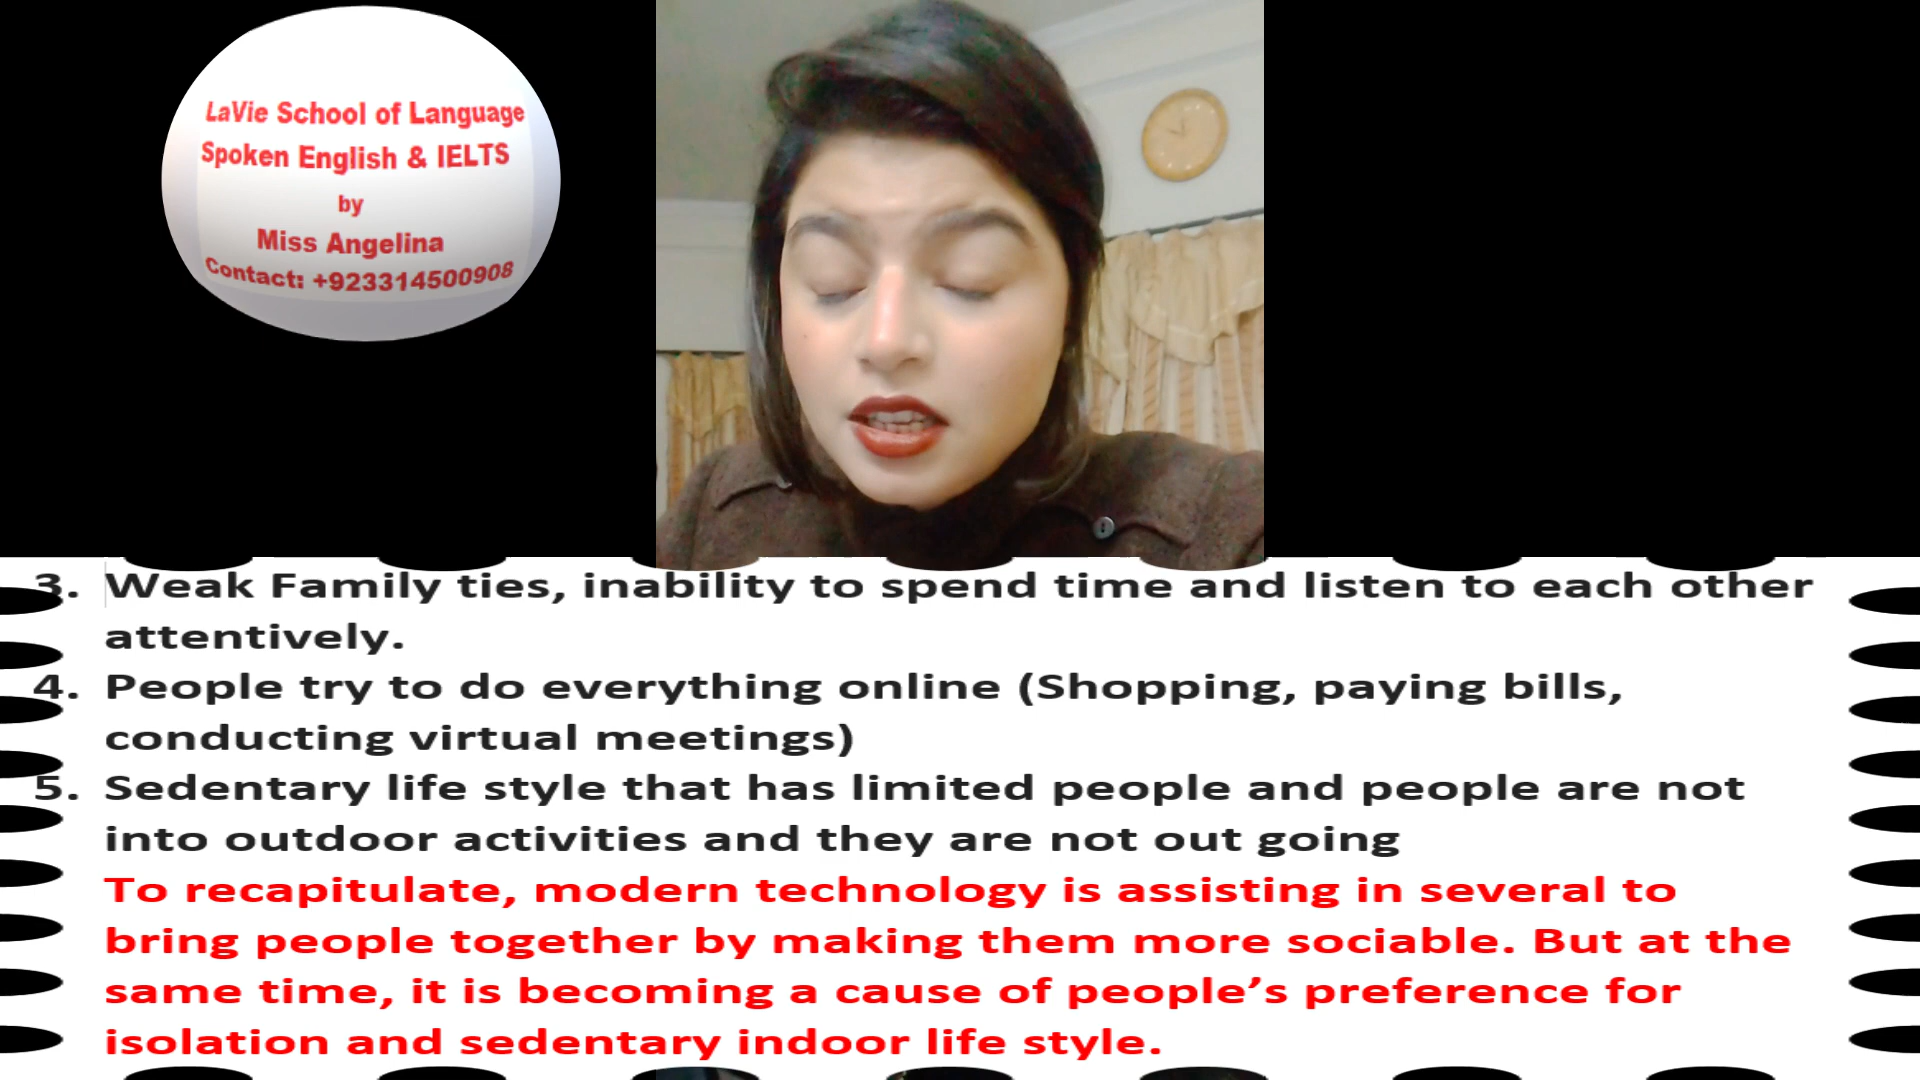 LaVie School of Language
Spoken English & IELTS
by
Miss Angelina
Contact: +923314500908
3. Weak Family ties, inability to spend time and listen to each other
attentively.
4. People try to do everything online (Shopping, paying bills,
conducting virtual meetings)
5. Sedentary life style that has limited people and people are not
into outdoor activities and they are not out going
To recapitulate, modern technology is assisting in several to
bring people together by making them more sociable. But at the
same time, it is becoming a cause of people’s preference for
isolation and sedentary indoor life style.